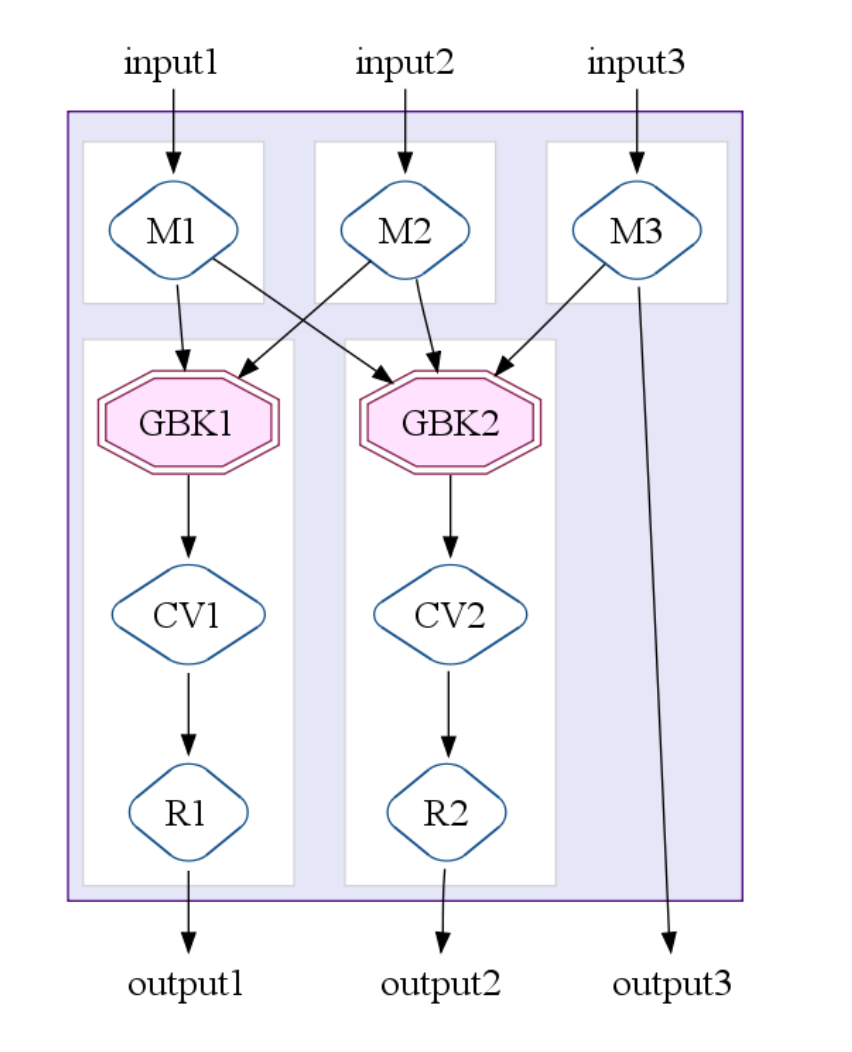 input1
input2
input3
M1
M2
M3
GBK1
GBK2
CV1
CV2
R1
R2
output1
output2
output3